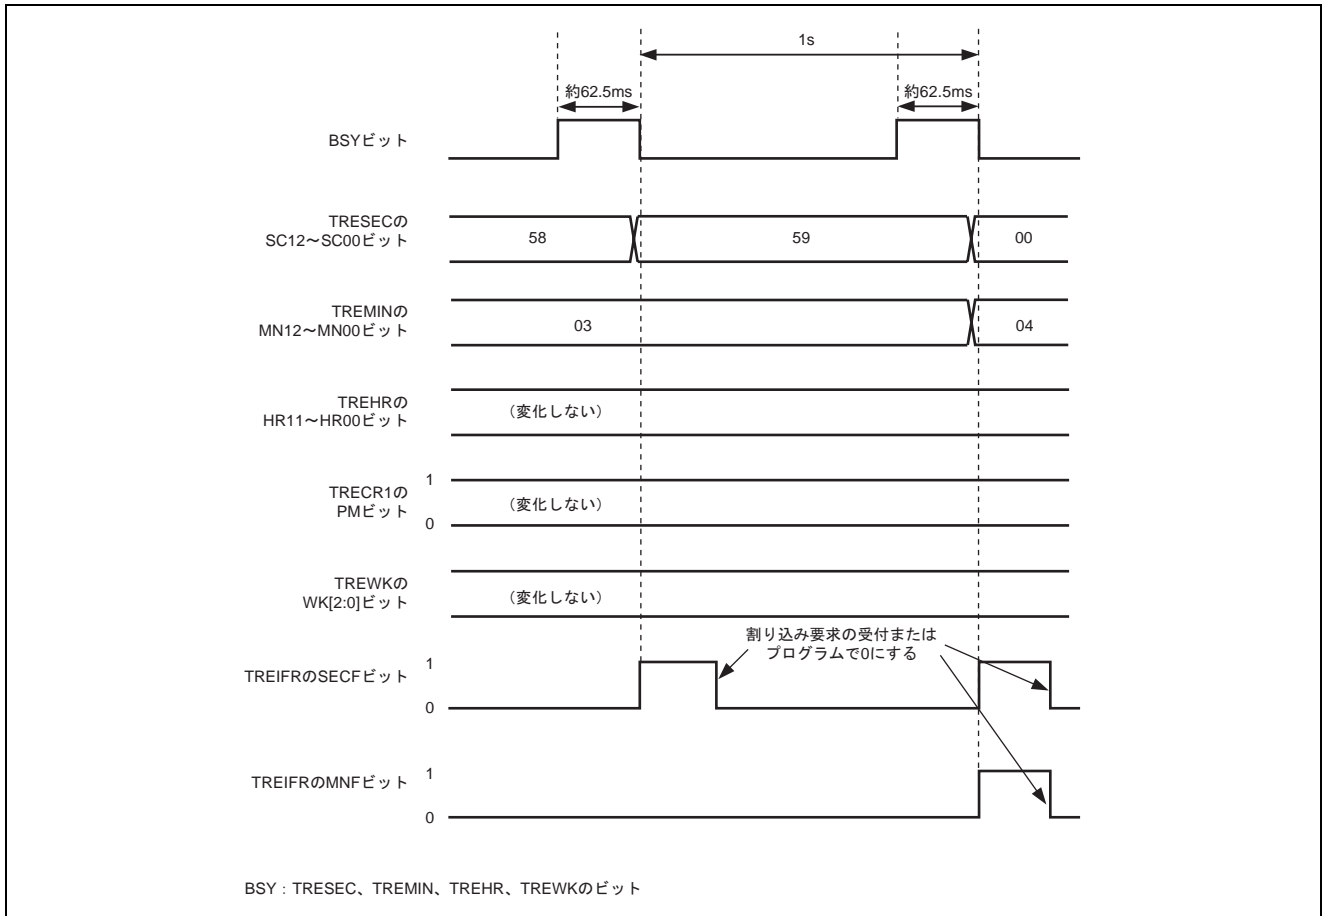 1s
約62.5ms
約62.5ms
BSYビット
TRESECの
SC12～SC00ビット
58
59
00
TREMINの
MN12～MN00ビット
03
04
TREHRの
HR11～HR00ビット
（変化しない）
TRECR1の
PMビット
1
0
（変化しない）
TREWKの
WK[2:0]ビット
（変化しない）
割り込み要求の受付または
プログラムで0にする
TREIFRのSECFビット
1
0
TREIFRのMNFビット
1
0
BSY：TRESEC、TREMIN、TREHR、TREWKのビット